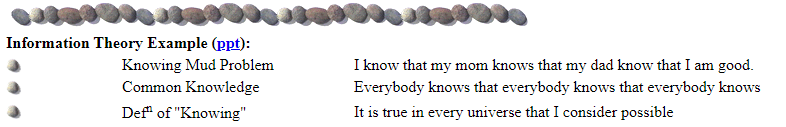 Information Theory Example (ppt):
Knowing Mud Problem I know that my mom knows that my dad know that I am good.
Common Knowledge Everybody knows that everybody knows that everybody knows
Defⁿ of "Knowing" It is true in every universe that I consider possible